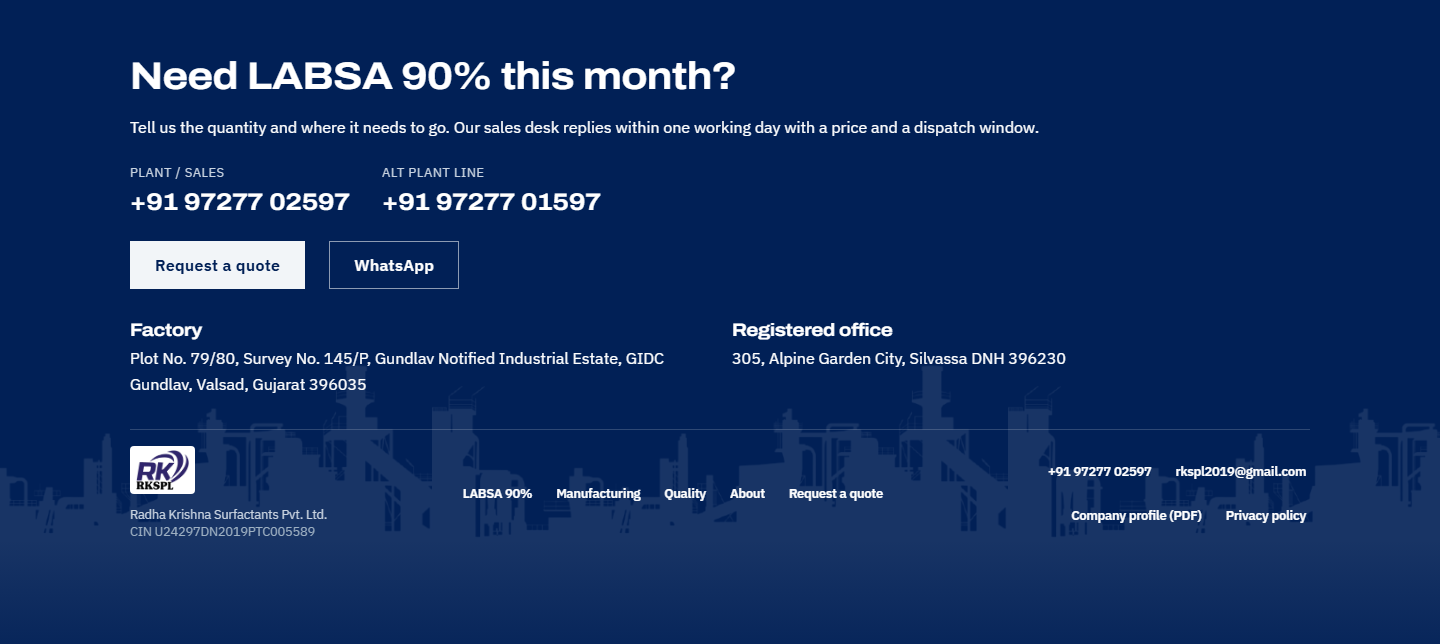 Need LABSA 90% this month?
Tell us the quantity and where it needs to go. Our sales desk replies within one working day with a price and a dispatch window.
PLANT / SALES
+91 97277 02597
ALT PLANT LINE
+91 97277 01597
Request a quote
WhatsApp
Factory
Plot No. 79/80, Survey No. 145/P, Gundlav Notified Industrial Estate, GIDC
Gundlav, Valsad, Gujarat 396035
Registered office
305, Alpine Garden City, Silvassa DNH 396230
RK
RKSPL
Radha Krishna Surfactants Pvt. Ltd.
CIN U24297DN2019PTC005589
LABSA 90% Manufacturing Quality About Request a quote
+91 97277 02597 rkspl2019@gmail.com
Company profile (PDF) Privacy policy